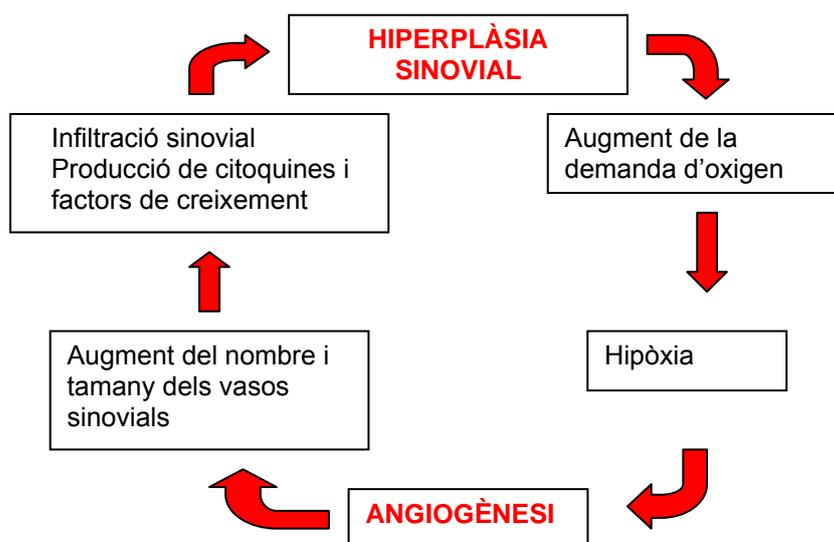 HIPERPLÀSIA
SINOVIAL
Infiltració sinovial
Producció de citoquines i
factors de creixement
Augment de la
demanda d’oxigen
Augment del nombre i
tamany dels vasos
sinovials
Hipòxia
ANGIOGÈNESI